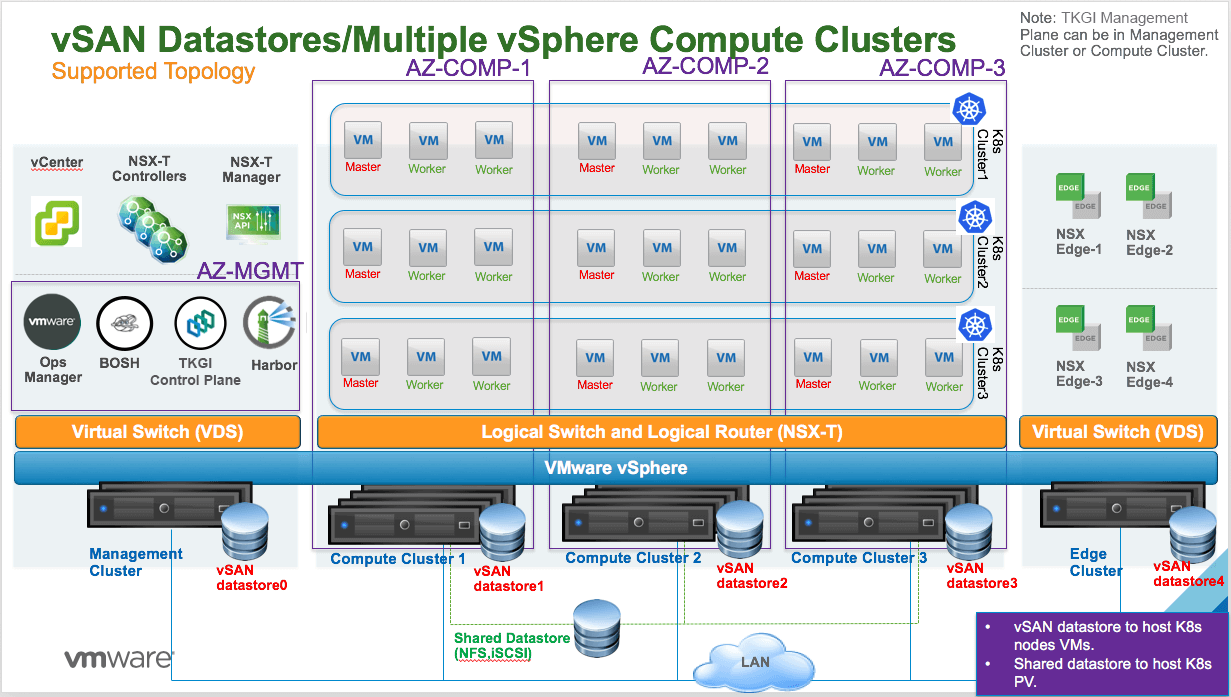 vSAN Datastores/Multiple vSphere Compute Clusters
Supported Topology
Note: TKGI Management
Plane can be in Management
Cluster or Compute Cluster.
AZ-COMP-1
AZ-COMP-2
AZ-COMP-3
vCenter
NSX-T
Controllers
NSX-T
Manager
NSX
API
AZ-MGMT
vmware
Ops
Manager
BOSH
TKGI
Control Plane
Harbor
VM
Master
VM
Worker
VM
Worker
VM
Master
VM
Worker
VM
Worker
VM
Master
VM
Worker
VM
Worker
K8s
Cluster1
VM
Master
VM
Worker
VM
Worker
VM
Master
VM
Worker
VM
Worker
VM
Master
VM
Worker
VM
Worker
K8s
Cluster2
VM
Master
VM
Worker
VM
Worker
VM
Master
VM
Worker
VM
Worker
VM
Master
VM
Worker
VM
Worker
K8s
Cluster3
EDGE
EDGE
NSX
Edge-1
EDGE
EDGE
NSX
Edge-2
EDGE
EDGE
NSX
Edge-3
EDGE
EDGE
NSX
Edge-4
Virtual Switch (VDS)
Logical Switch and Logical Router (NSX-T)
Virtual Switch (VDS)
VMware vSphere
Management
Cluster
vSAN
datastore0
Compute Cluster 1
vSAN
datastore1
Compute Cluster 2
vSAN
datastore2
Compute Cluster 3
vSAN
datastore3
Edge
Cluster
vSAN
datastore4
Shared Datastore
(NFS,iSCSI)
LAN
vmware
• vSAN datastore to host K8s
nodes VMs.
• Shared datastore to host K8s
PV.